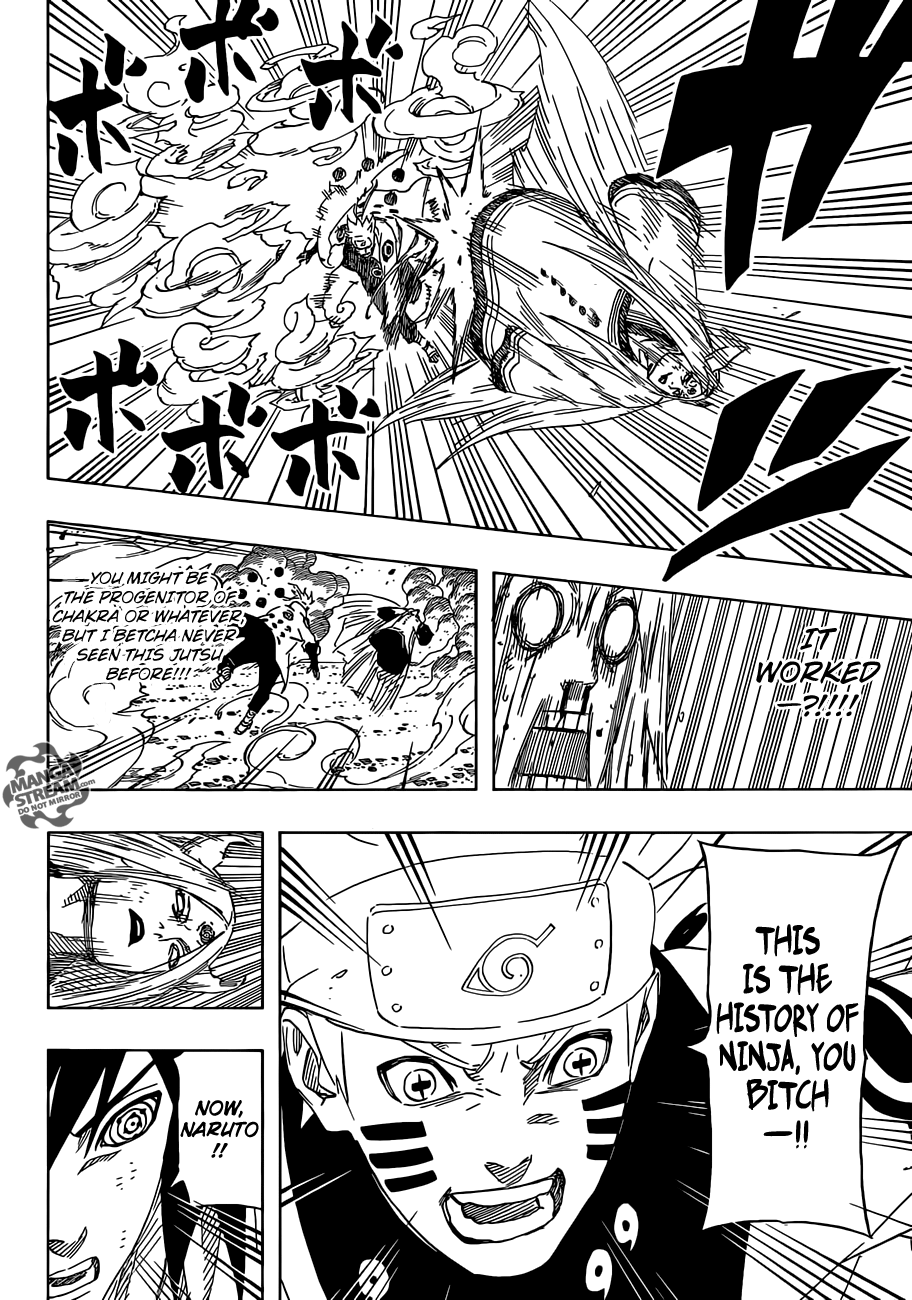 ガッ
ボ
ボ
ボ
ボ
ボ
ボ
IT
WORKED
—?!!!!
YOU MIGHT BE
THE PROGENITOR OF
CHAKRA OR WHATEVER
BUT I BETCHA NEVER
SEEN THIS JUTSU
BEFORE!!!
MANGA
STREAM.com
DO NOT MIRROR
THIS
IS THE
HISTORY OF
NINJA, YOU
BITCH
—!!
NOW,
NARUTO
!!